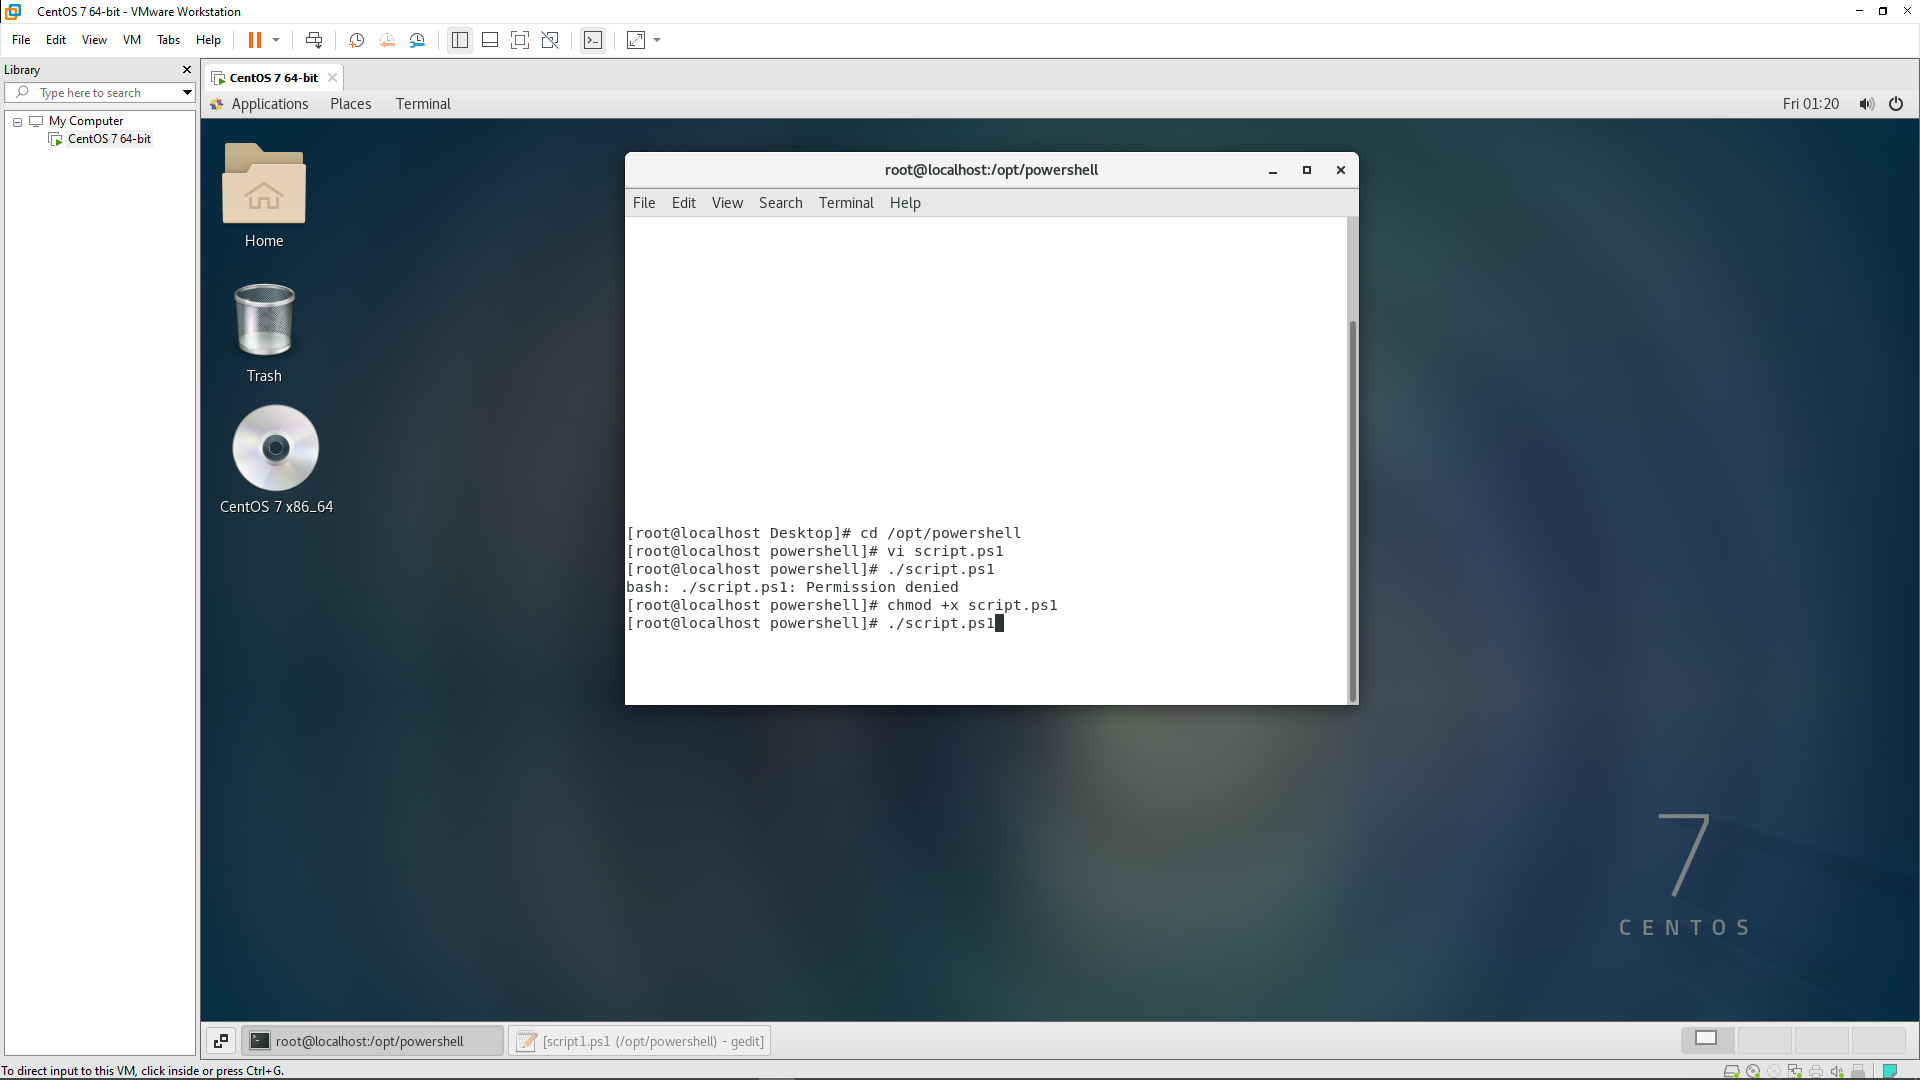 CentOS 7 64-bit - VMware Workstation
File Edit View VM Tabs Help
Library
Type here to search
My Computer
CentOS 7 64-bit
CentOS 7 64-bit
Applications Places Terminal
Fri 01:20
Home
Trash
CentOS 7 x86_64
root@localhost:/opt/powershell
File Edit View Search Terminal Help
[root@localhost Desktop]# cd /opt/powershell
[root@localhost powershell]# vi script.ps1
[root@localhost powershell]# ./script.ps1
bash: ./script.ps1: Permission denied
[root@localhost powershell]# chmod +x script.ps1
[root@localhost powershell]# ./script.ps1
7
CENTOS
root@localhost:/opt/powershell
[script1.ps1 (/opt/powershell) - gedit]
To direct input to this VM, click inside or press Ctrl+G.